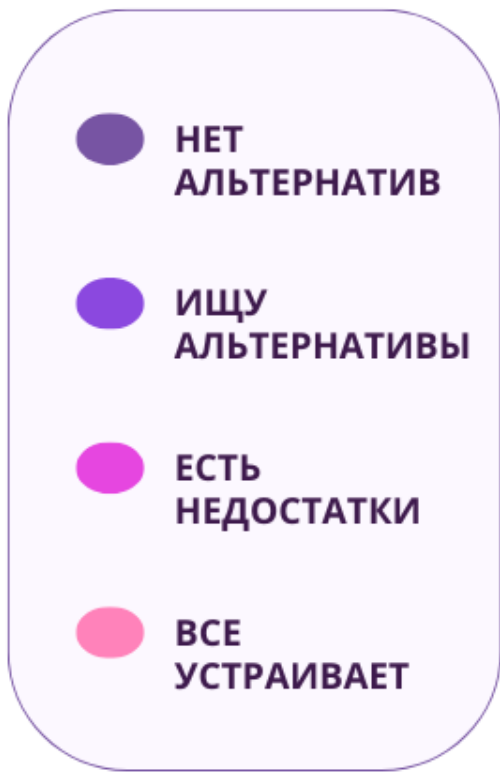 НЕТ
АЛЬТЕРНАТИВ
ИЩУ
АЛЬТЕРНАТИВЫ
ЕСТЬ
НЕДОСТАТКИ
ВСЕ
УСТРАИВАЕТ